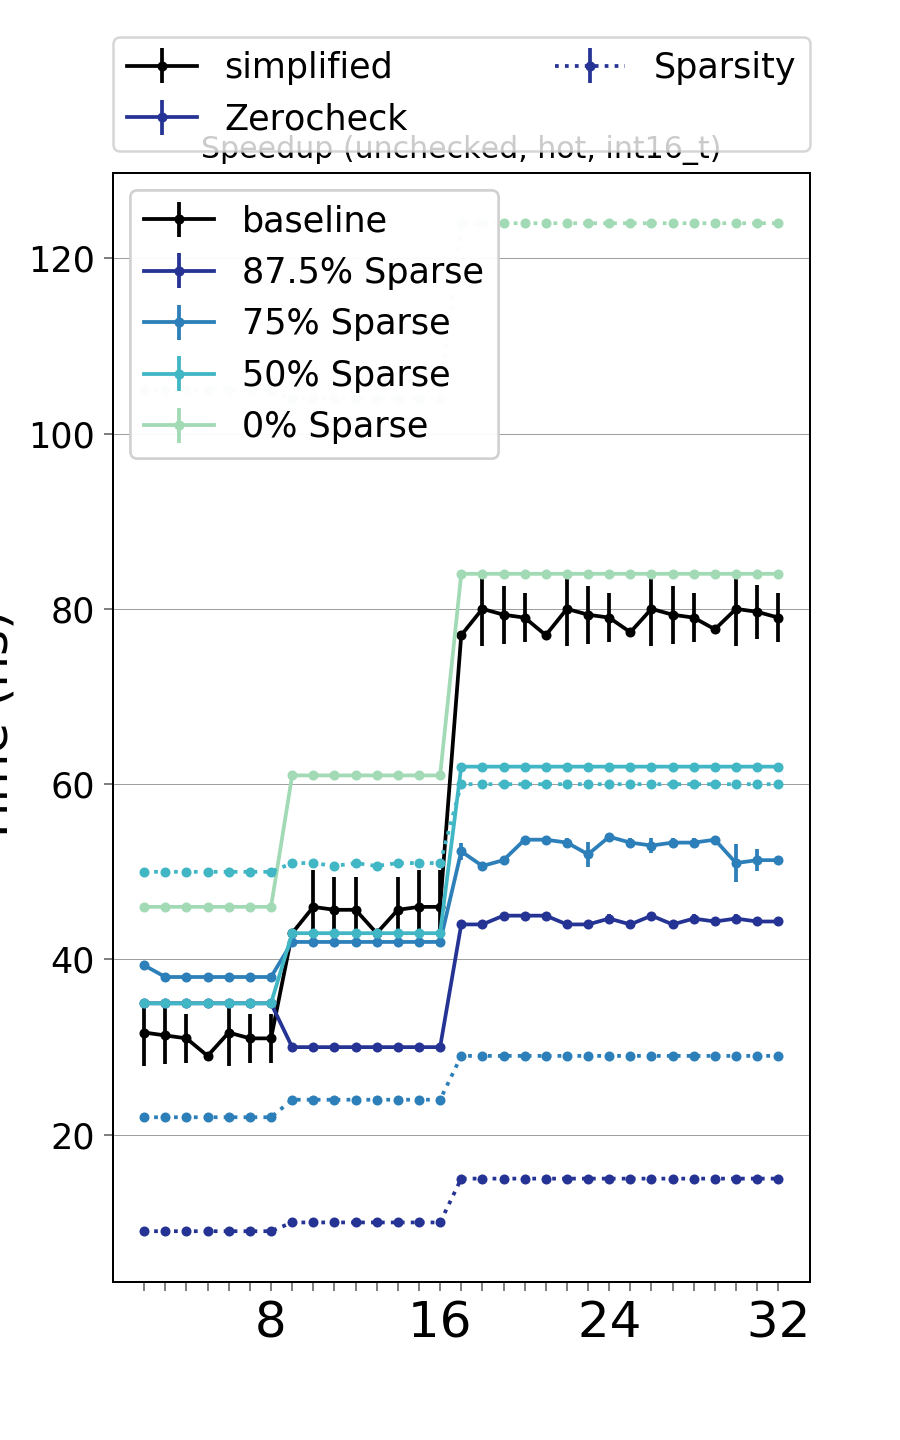 simplified Sparsity
Zerocheck
Speedup (unchecked, hot, int16_t)
baseline
87.5% Sparse
75% Sparse
50% Sparse
0% Sparse
120
100
80
60
40
20
8 16 24 32